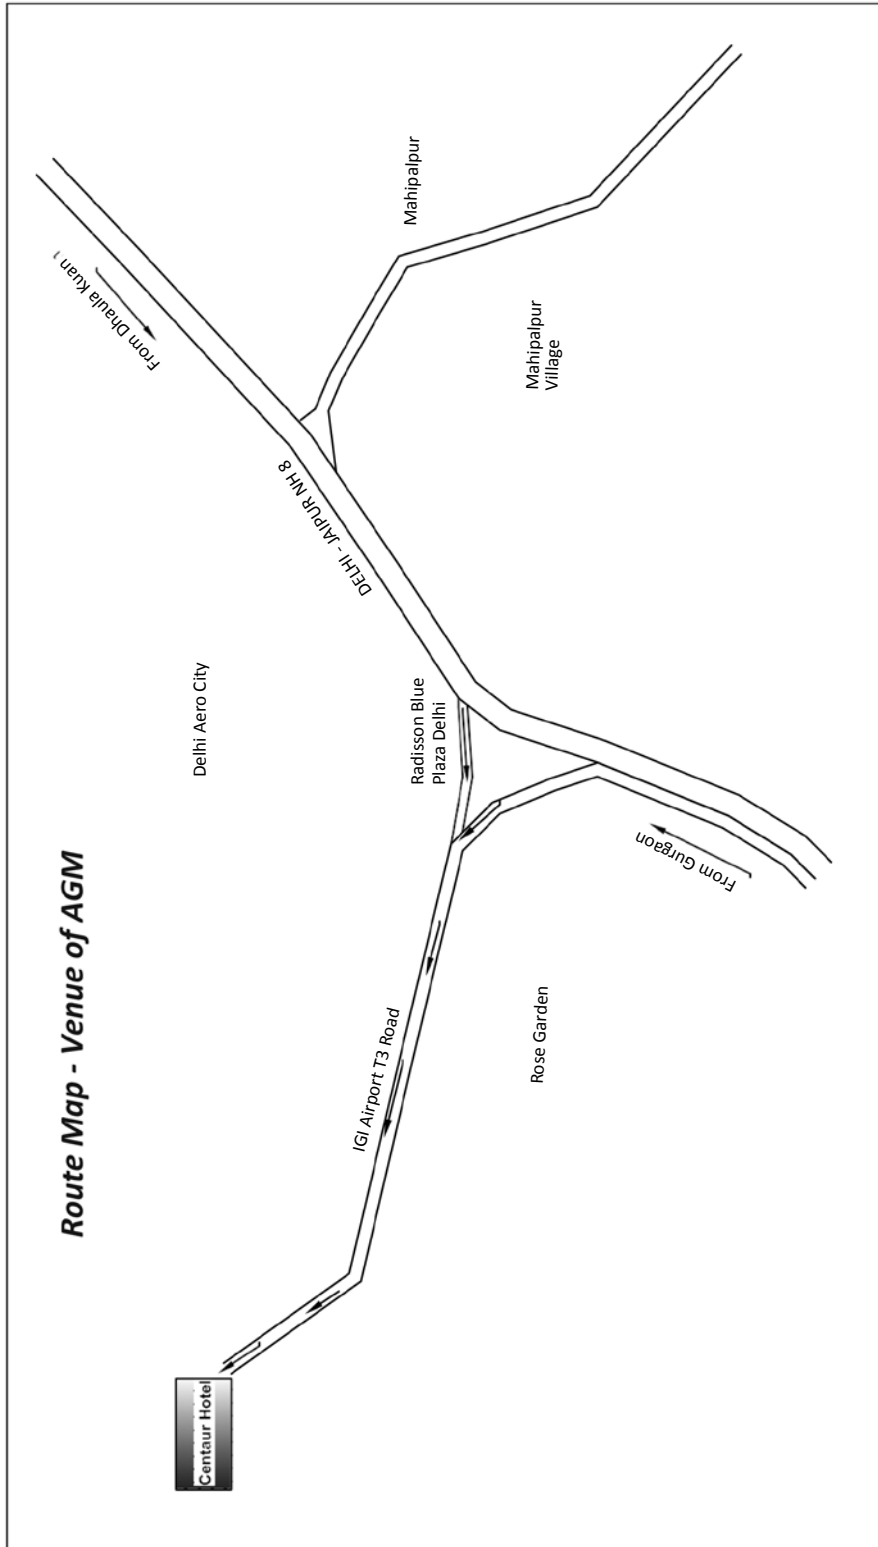 Route Map - Venue of AGM
Centaur Hotel
IGI Airport T3 Road
Delhi Aero City
Radisson Blue
Plaza Delhi
Rose Garden
From Gurgaon
DELHI - JAIPUR NH 8
From Dhaula Kuan
Mahipalpur
Mahipalpur
Village